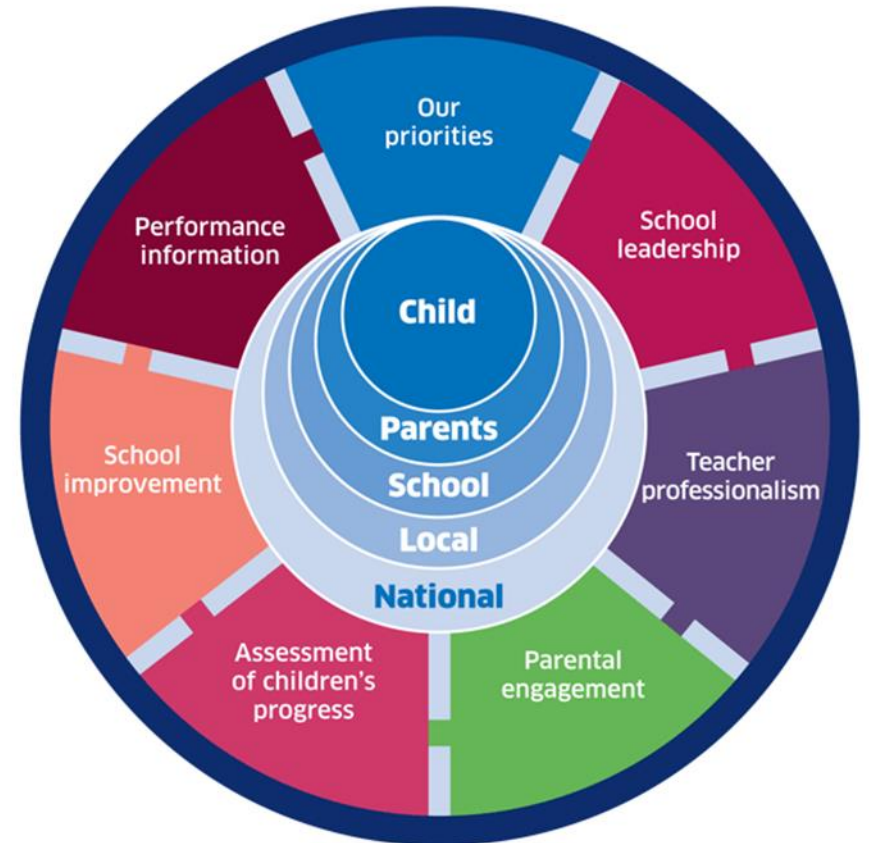 Our
priorities
School
leadership
Teacher
professionalism
Parental
engagement
Assessment
of children's
progress
School
improvement
Performance
information
Child
Parents
School
Local
National